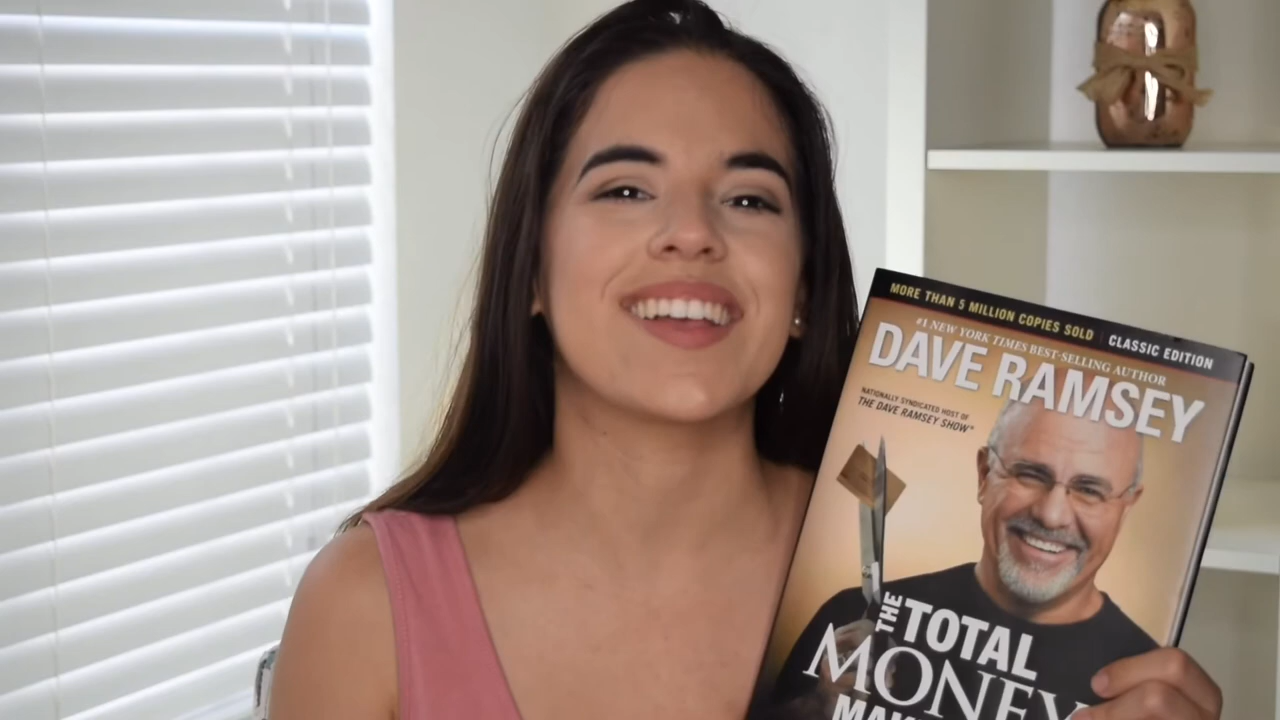 MORE THAN 5 MILLION COPIES SOLD | CLASSIC EDITION
#1 NEW YORK TIMES BEST-SELLING AUTHOR
DAVE RAMSEY
NATIONALLY SYNDICATED HOST OF
THE DAVE RAMSEY SHOW®
THE
TOTAL
MONEY